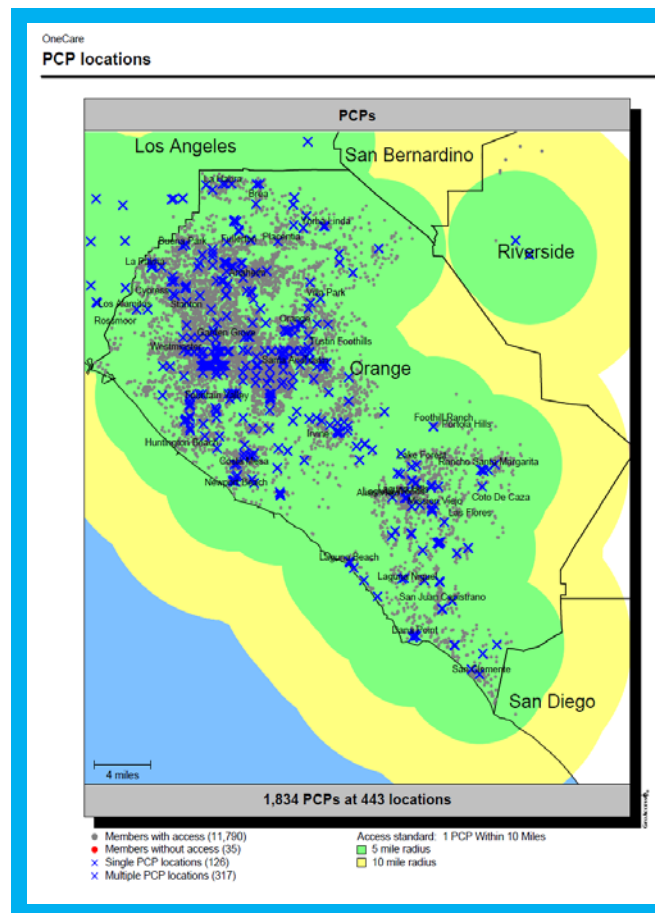 OneCare
PCP locations
PCPs
Los Angeles
San Bernardino
La Habra
Brea
Yorba Linda
Placentia
Fullerton
Buena Park
Riverside
La Palma
Anaheim
Cypress
Villa Park
Los Alamitos
Stanton
Rossmoor
Orange
Garden Grove
Tustin Foothills
Westminster
Santa Ana
Orange
Fountain Valley
Foothill Ranch
Portola Hills
Irvine
Huntington Beach
Lake Forest
Costa Mesa
Rancho Santa Margarita
Newport Beach
Mission Viejo
Coto De Caza
Las Flores
Laguna Beach
Laguna Niguel
San Juan Capistrano
Dana Point
San Clemente
San Diego
4 miles
1,834 PCPs at 443 locations
Members with access (11,790)
Members without access (35)
Single PCP locations (126)
Multiple PCP locations (317)
Access standard: 1 PCP Within 10 Miles
5 mile radius
10 mile radius